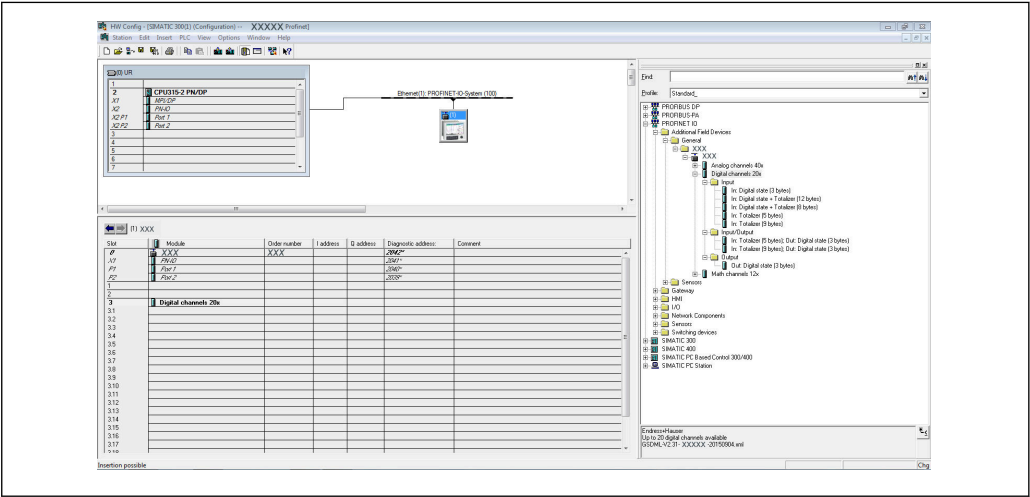 HW Config - [SIMATIC 300(1) (Configuration) -- XXXXX Profinet]
Station Edit Insert PLC View Options Window Help
(0) UR
1
2 CPU315-2 PN/DP
X1 MPI/DP
X2 PN-IO
X2 P1 Port 1
X2 P2 Port 2
3
4
5
6
7
Ethernet(1): PROFINET-IO-System (100)
(1)
Find:
Profile: Standard_
PROFIBUS DP
PROFIBUS-PA
PROFINET IO
Additional Field Devices
General
XXX
XXX
Analog channels 40x
Digital channels 20x
Input
In: Digital state (3 bytes)
In: Digital state + Totalizer (12 bytes)
In: Digital state + Totalizer (8 bytes)
In: Totalizer (5 bytes)
In: Totalizer (9 bytes)
Input/Output
In: Totalizer (5 bytes); Out: Digital state (3 bytes)
In: Totalizer (9 bytes); Out: Digital state (3 bytes)
Output
Out: Digital state (3 bytes)
Math channels 12x
Sensors
Gateway
HMI
I/O
Network Components
Sensors
Switching devices
SIMATIC 300
SIMATIC 400
SIMATIC PC Based Control 300/400
SIMATIC PC Station
(1) XXX
Slot Module Order number I address Q address Diagnostic address: Comment
0 XXX XXX 2042*
X1 PN-IO 2041*
P1 Port 1 2040*
P2 Port 2 2039*
1
2
3 Digital channels 20x
3.1
3.2
3.3
3.4
3.5
3.6
3.7
3.8
3.9
3.10
3.11
3.12
3.13
3.14
3.15
3.16
3.17
3.18
Endress+Hauser
Up to 20 digital channels available
GSDML-V2.31- XXXXX -20150904.xml
Insertion possible
Chg